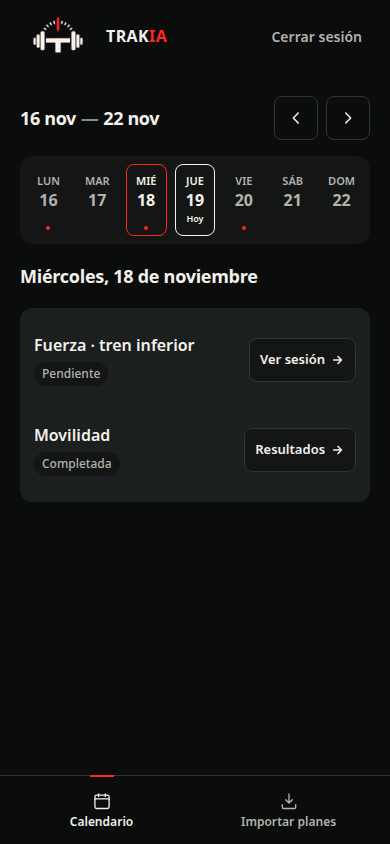 TRAKIA
Cerrar sesión
16 nov — 22 nov
LUN MAR MIÉ JUE VIE SÁB DOM
16 17 18 19 20 21 22
Hoy
Miércoles, 18 de noviembre
Fuerza · tren inferior
Ver sesión →
Pendiente
Movilidad
Resultados →
Completada
Calendario
Importar planes